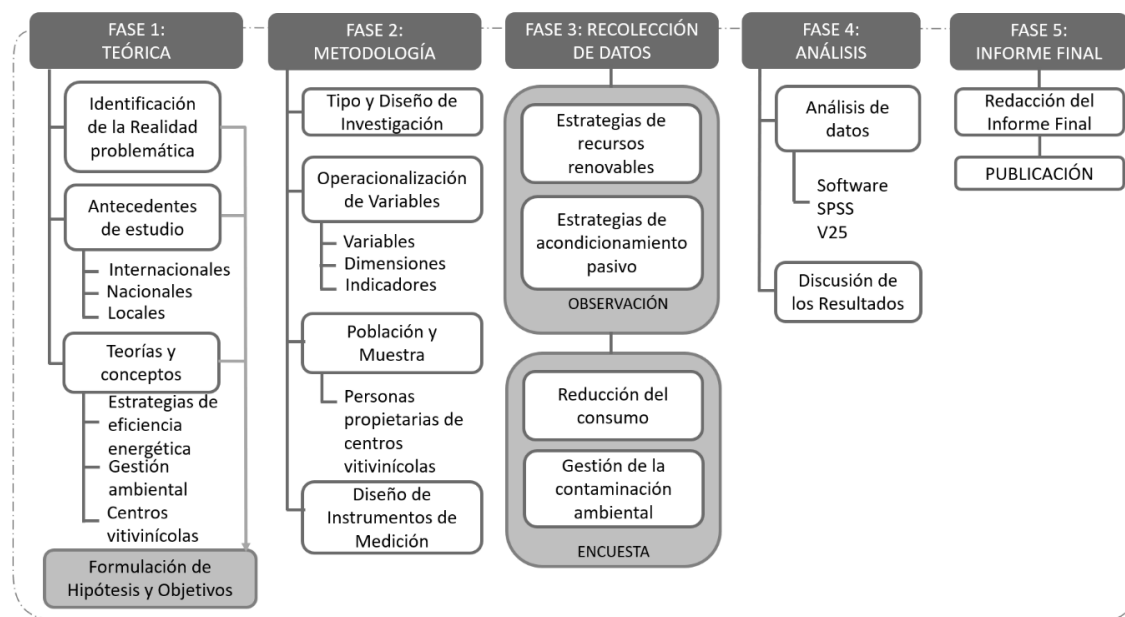 FASE 1:
TEÓRICA
Identificación
de la Realidad
problemática
Antecedentes
de estudio
Internacionales
Nacionales
Locales
Teorías y
conceptos
Estrategias de
eficiencia
energética
Gestión
ambiental
Centros
vitivinícolas
Formulación de
Hipótesis y Objetivos
FASE 2:
METODOLOGÍA
Tipo y Diseño de
Investigación
Operacionalización
de Variables
Variables
Dimensiones
Indicadores
Población y
Muestra
Personas
propietarias de
centros
vitivinícolas
Diseño de
Instrumentos de
Medición
FASE 3: RECOLECCIÓN
DE DATOS
Estrategias de
recursos
renovables
Estrategias de
acondicionamiento
pasivo
OBSERVACIÓN
Reducción del
consumo
Gestión de la
contaminación
ambiental
ENCUESTA
FASE 4:
ANÁLISIS
Análisis de
datos
Software
SPSS
V25
Discusión de
los Resultados
FASE 5:
INFORME FINAL
Redacción del
Informe Final
PUBLICACIÓN